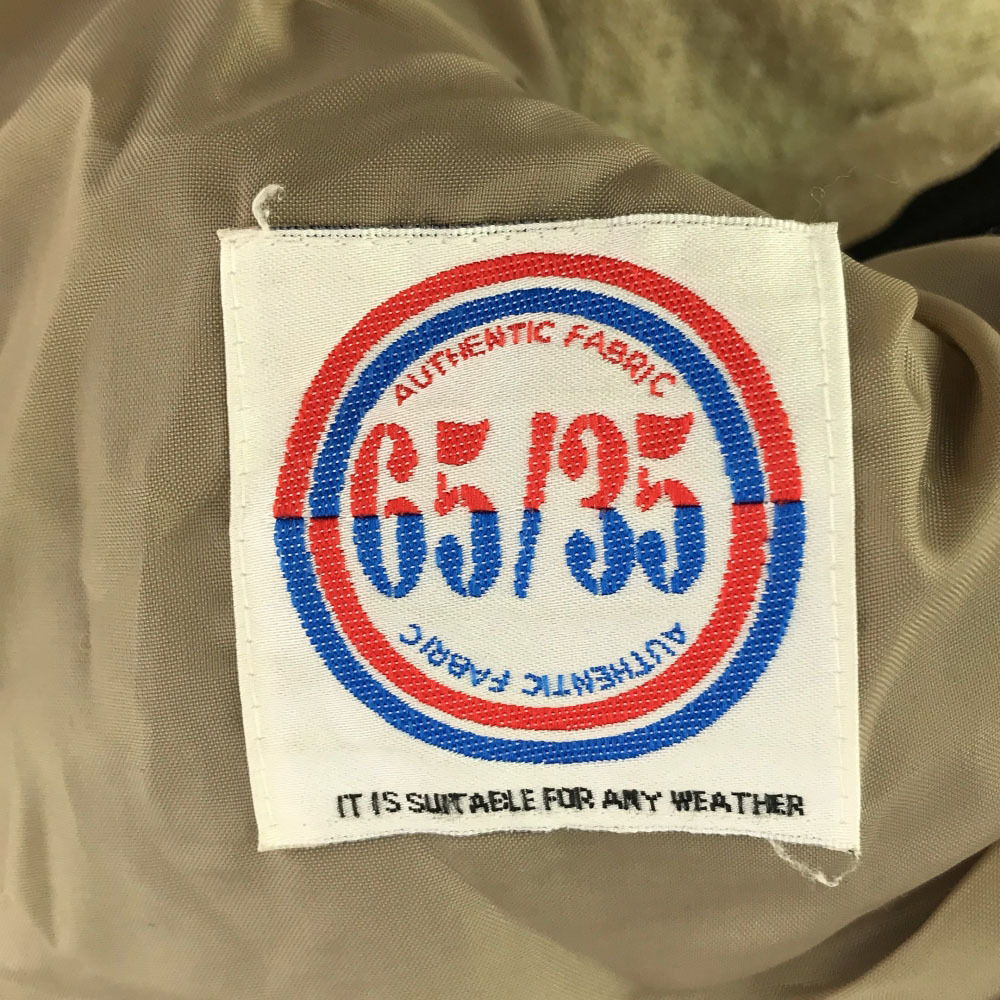 AUTHENTIC FABRIC
65/35
AUTHENTIC FABRIC
IT IS SUITABLE FOR ANY WEATHER